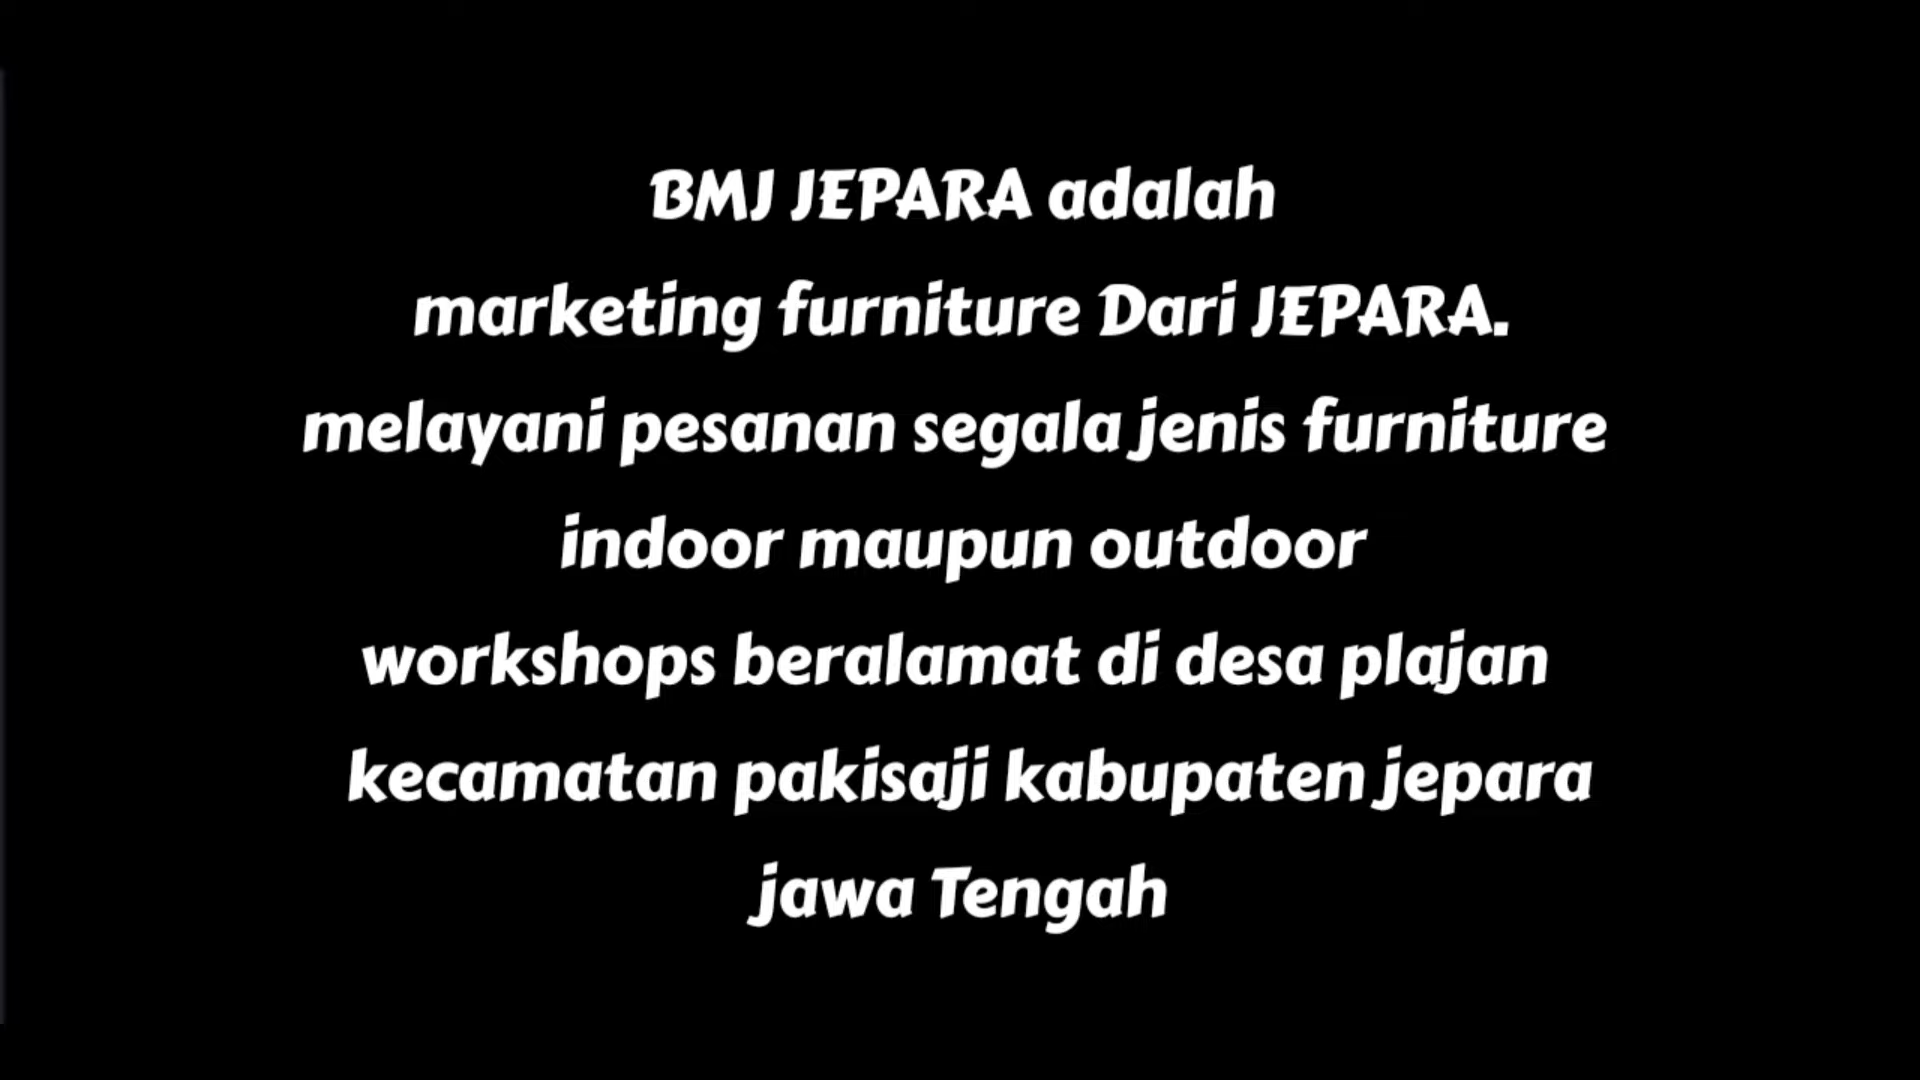 BMJ JEPARA adalah
marketing furniture Dari JEPARA.
melayani pesanan segala jenis furniture
indoor maupun outdoor
workshops beralamat di desa plajan
kecamatan pakisaji kabupaten jepara
jawa Tengah